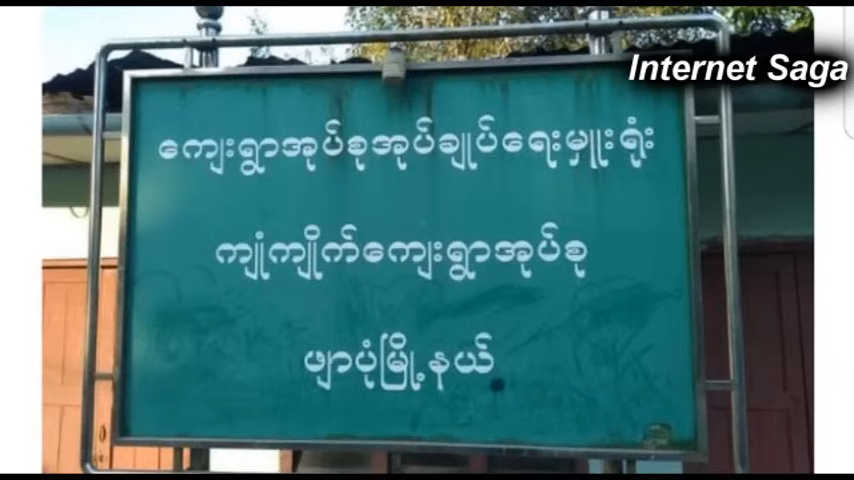 Internet Saga
ကျေးရွာအုပ်စုအုပ်ချုပ်ရေးမှူးရုံး
ကျုံကျိုက်ကျေးရွာအုပ်စု
ဖျာပုံမြို့နယ်